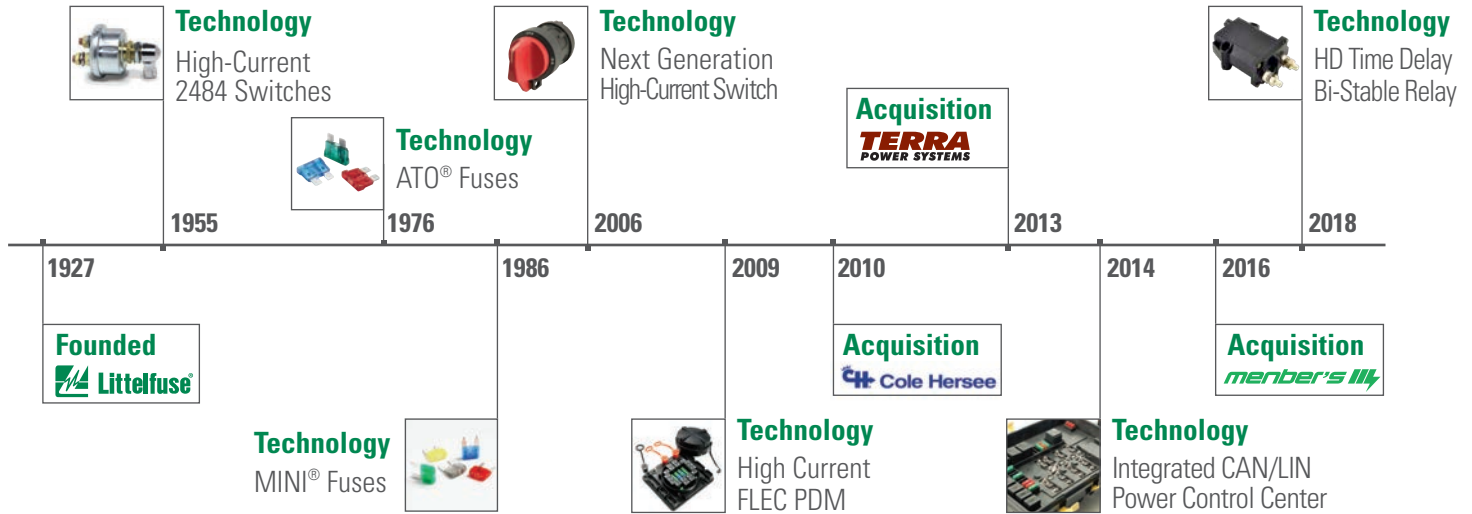 Technology
High-Current
2484 Switches
Technology
ATO® Fuses
Technology
Next Generation
High-Current Switch
Acquisition
TERRA
POWER SYSTEMS
Technology
HD Time Delay
Bi-Stable Relay
1955
1976
2006
2013
2018
1927
1986
2009
2010
2014
2016
Founded
Littelfuse®
Technology
MINI® Fuses
Acquisition
CH Cole Hersee
Technology
High Current
FLEC PDM
Acquisition
menber's
Technology
Integrated CAN/LIN
Power Control Center